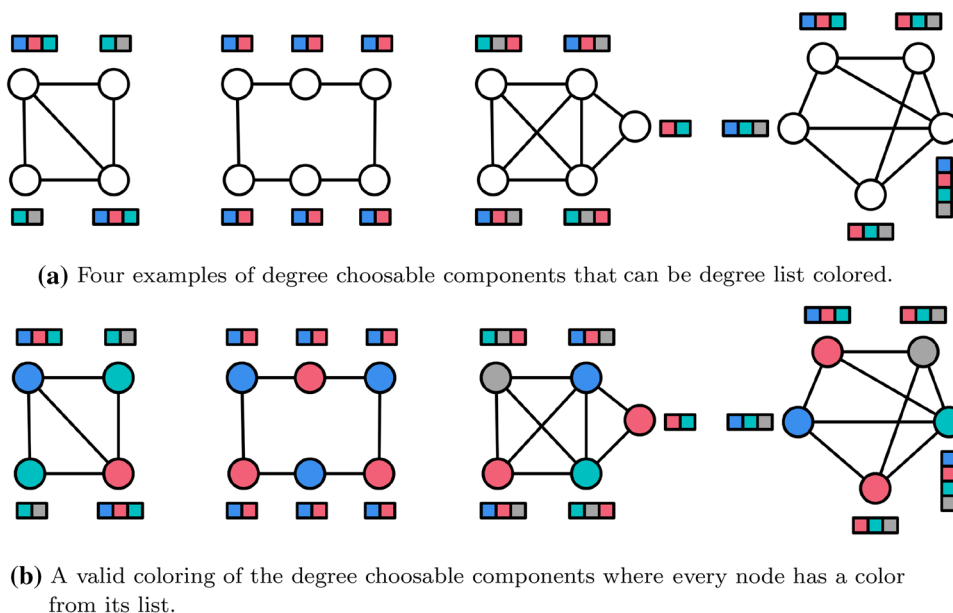 (a) Four examples of degree choosable components that can be degree list colored.
(b) A valid coloring of the degree choosable components where every node has a color
from its list.